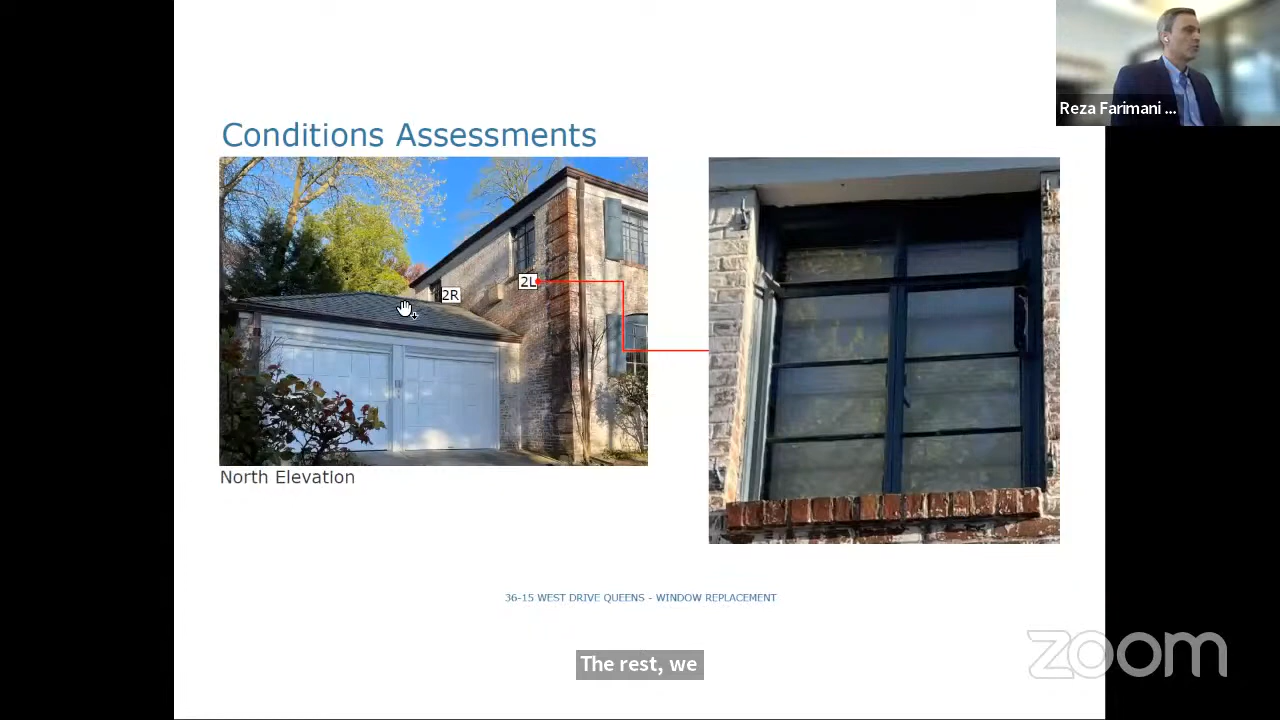 Reza Farimani ...
Conditions Assessments
2L
2R
North Elevation
36-15 WEST DRIVE QUEENS - WINDOW REPLACEMENT
The rest, we
zoom